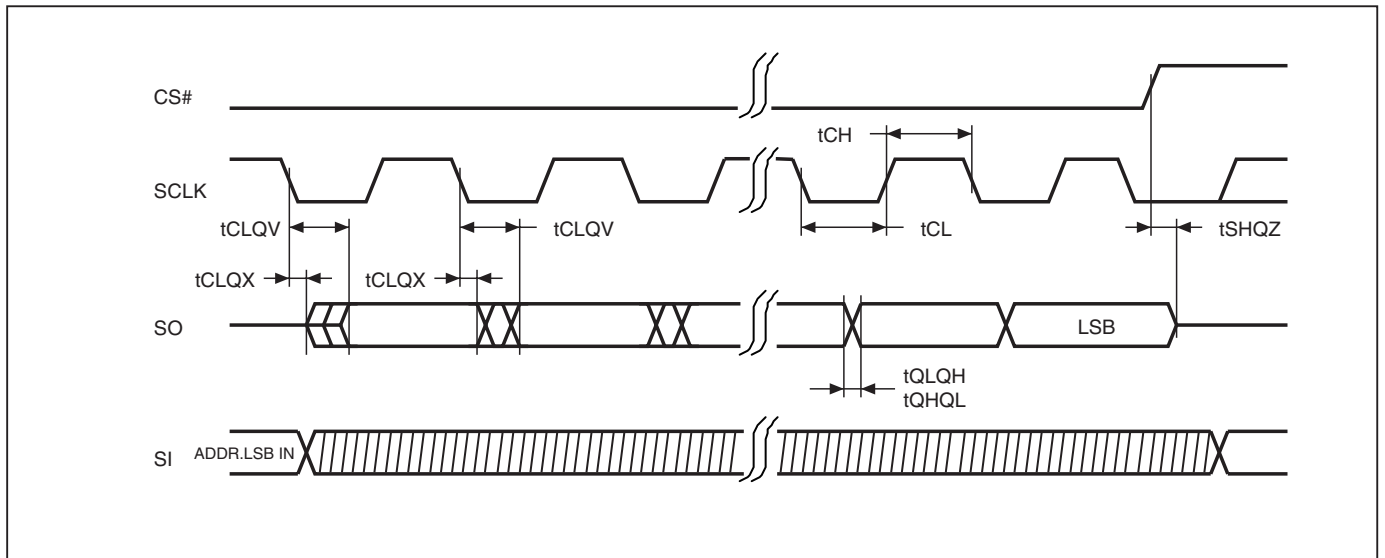 CS#
tCH
SCLK
tCLQV
tCLQV
tCL
tSHQZ
tCLQX
tCLQX
SO
LSB
tQLQH
tQHQL
SI
ADDR.LSB IN